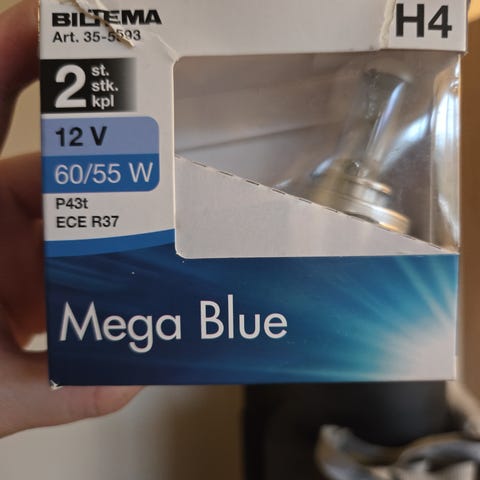 BILTEMA
Art. 35-5593
H4
2 st.
stk.
kpl
12 V
60/55 W
P43t
ECE R37
Mega Blue